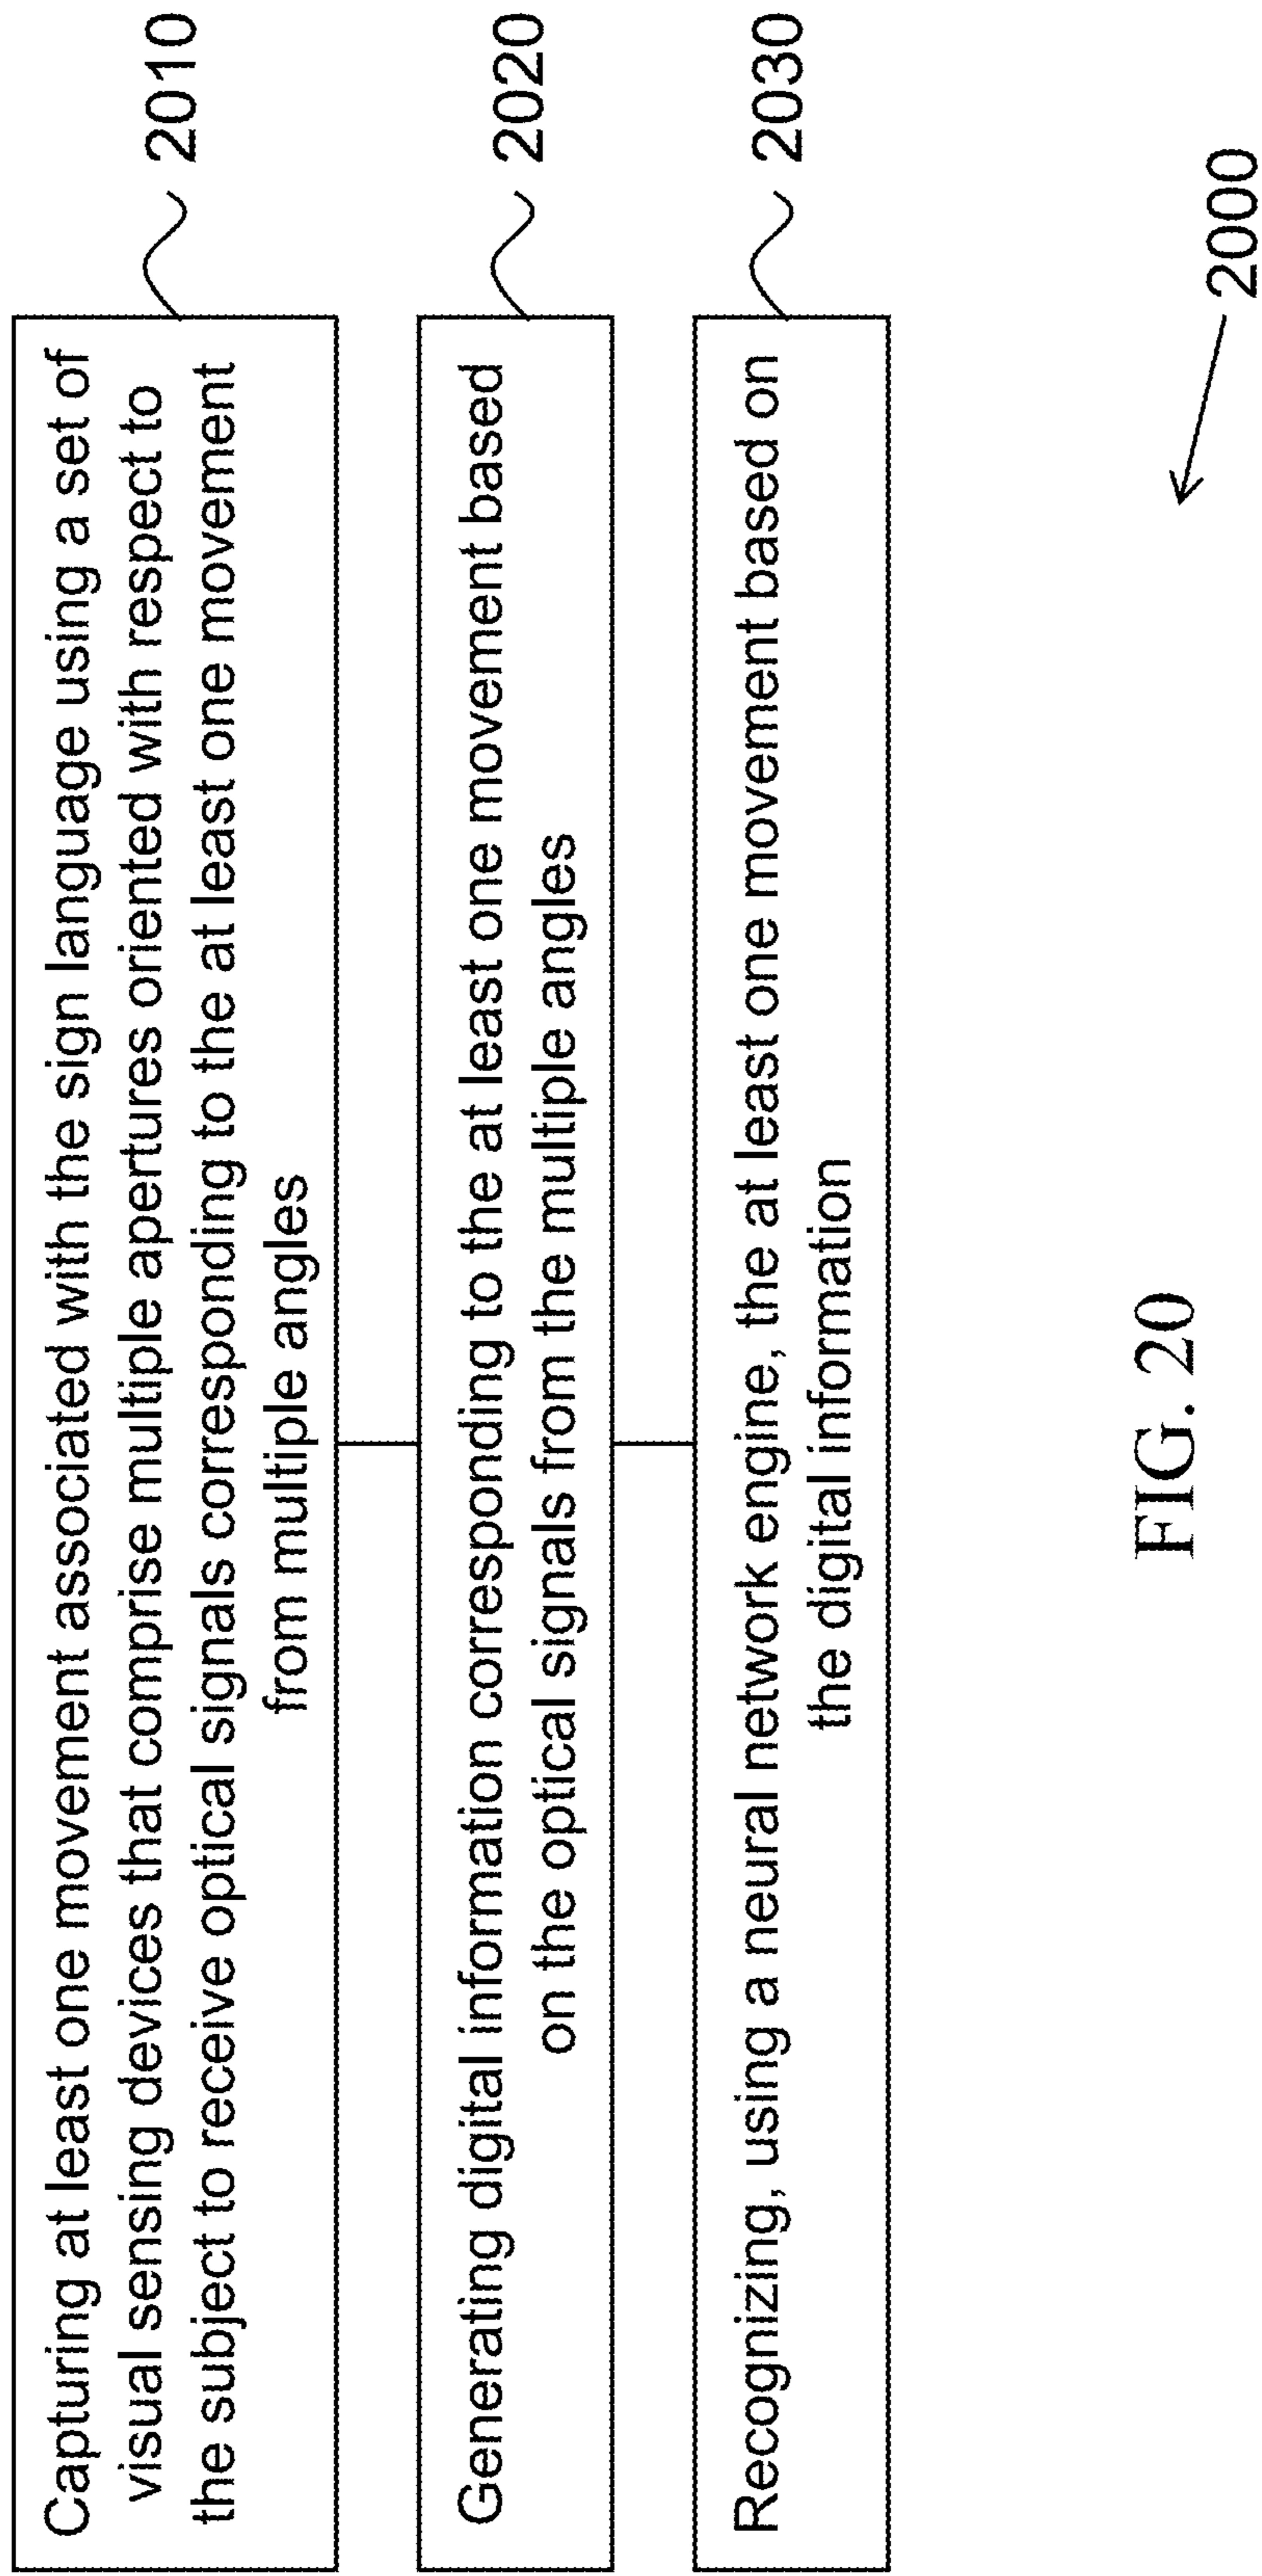 Capturing at least one movement associated with the sign language using a set of
visual sensing devices that comprise multiple apertures oriented with respect to
the subject to receive optical signals corresponding to the at least one movement
from multiple angles
2010
Generating digital information corresponding to the at least one movement based
on the optical signals from the multiple angles
2020
Recognizing, using a neural network engine, the at least one movement based on
the digital information
2030
2000
FIG. 20